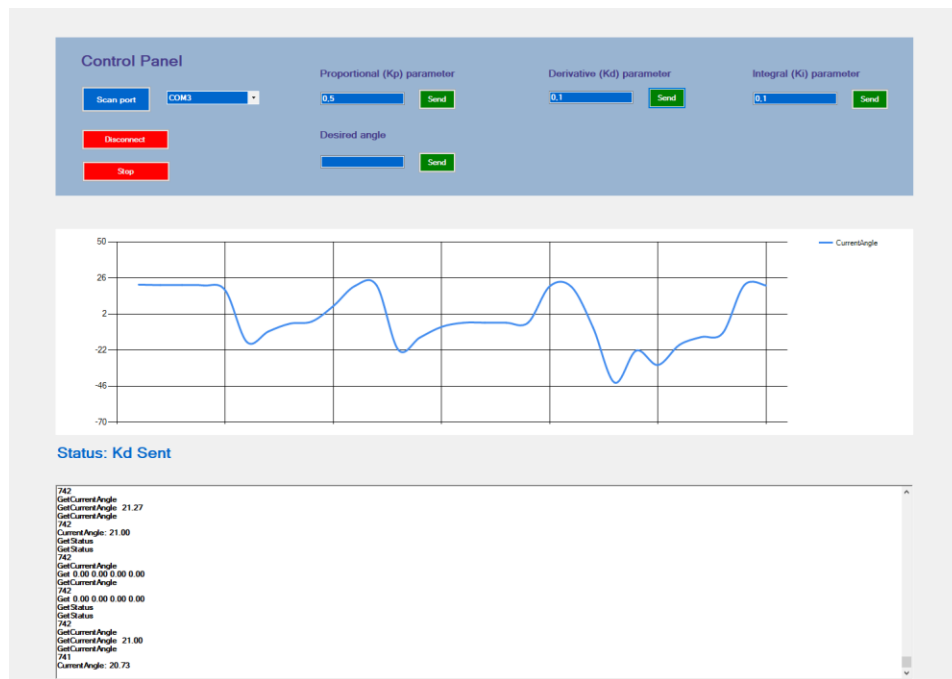 Control Panel
Proportional (Kp) parameter
Derivative (Kd) parameter
Integral (Ki) parameter
Scan port
COM3
0,5
Send
0,1
Send
0,1
Send
Disconnect
Desired angle
Send
Stop
50
26
2
-22
-46
-70
CurrentAngle
Status: Kd Sent
742
GetCurrentAngle
GetCurrentAngle 21.27
GetCurrentAngle
742
CurrentAngle: 21.00
GetStatus
GetStatus
742
GetCurrentAngle
Get 0.00 0.00 0.00 0.00
GetCurrentAngle
742
Get 0.00 0.00 0.00 0.00
GetStatus
GetStatus
742
GetCurrentAngle
GetCurrentAngle 21.00
GetCurrentAngle
741
CurrentAngle: 20.73